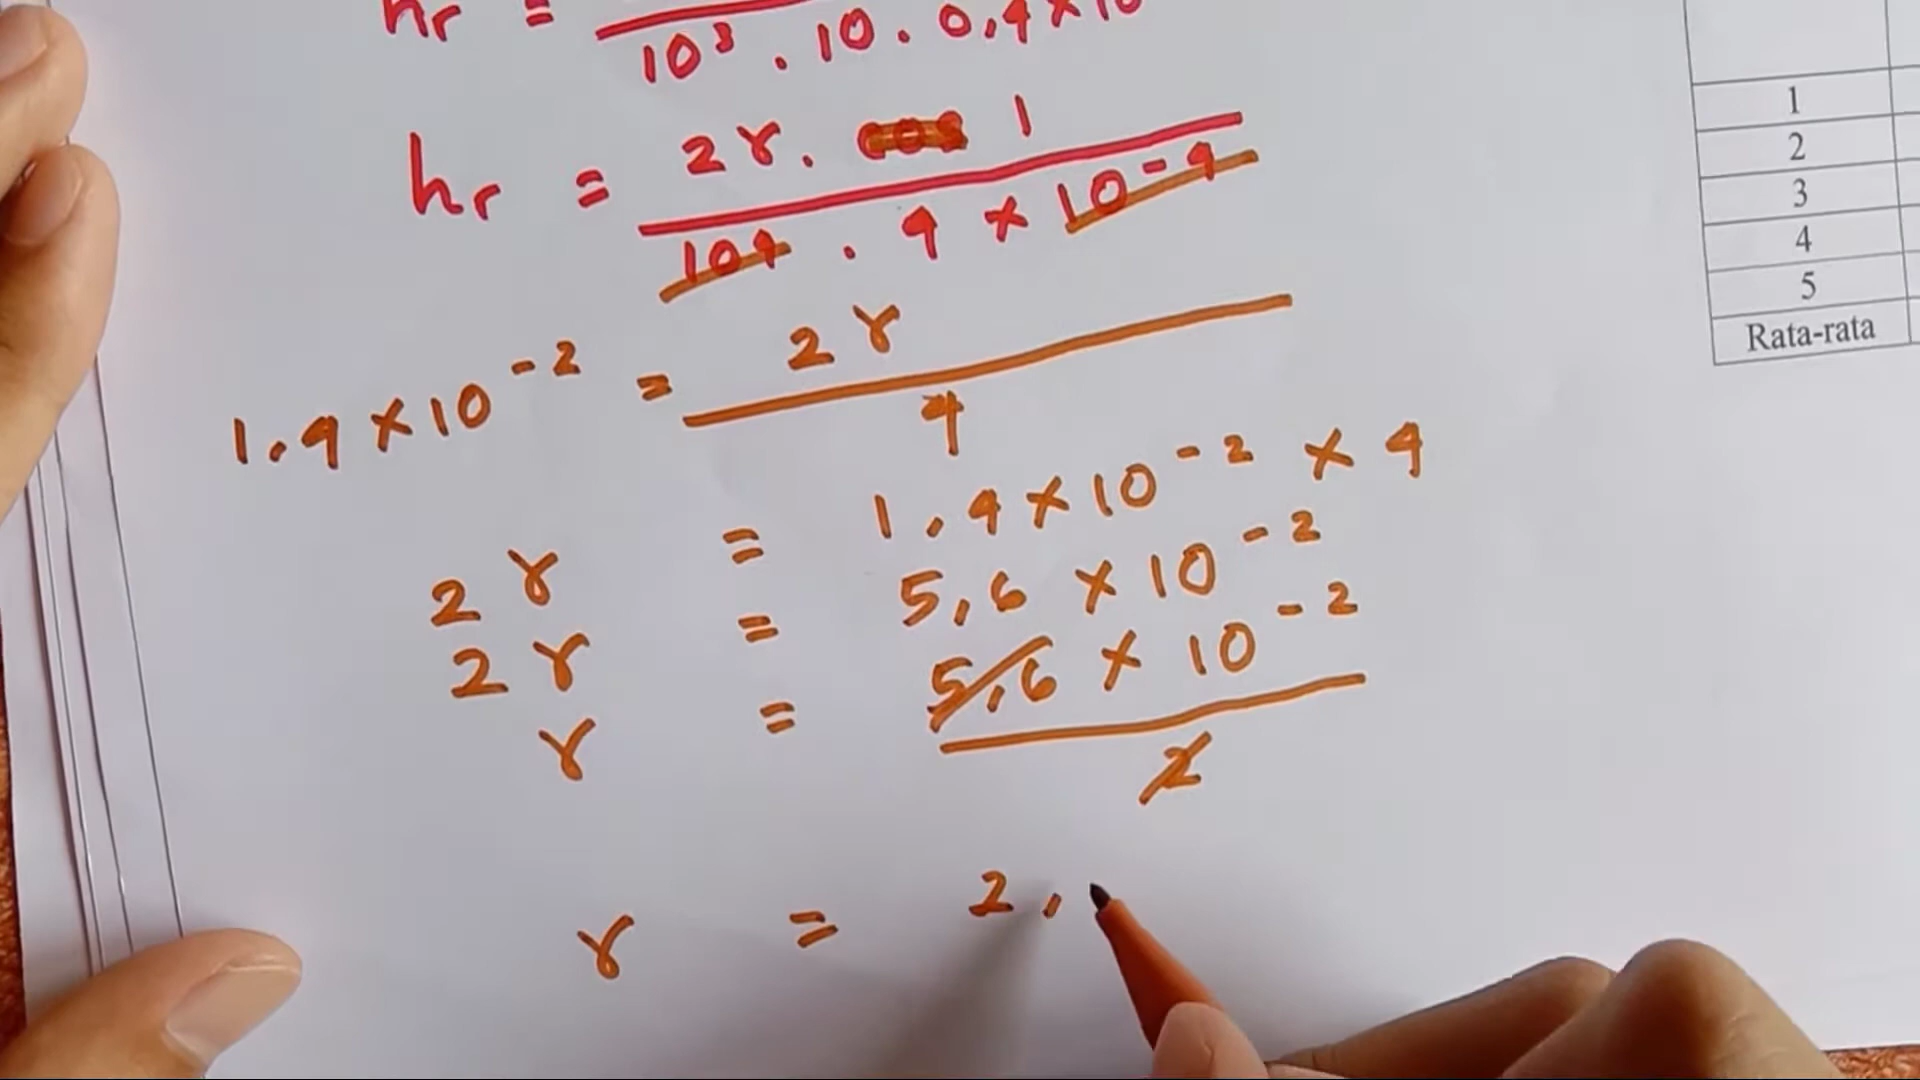 hr =
10³ . 10 . 0,4 × 10
hr = 2γ . cos 1
10⁴ . 4 × 10⁻⁴
1,4 × 10⁻² = 2γ
4
2γ = 1,4 × 10⁻² × 4
2γ = 5,6 × 10⁻²
γ = 5,6 × 10⁻²
2
γ = 2,
1
2
3
4
5
Rata-rata